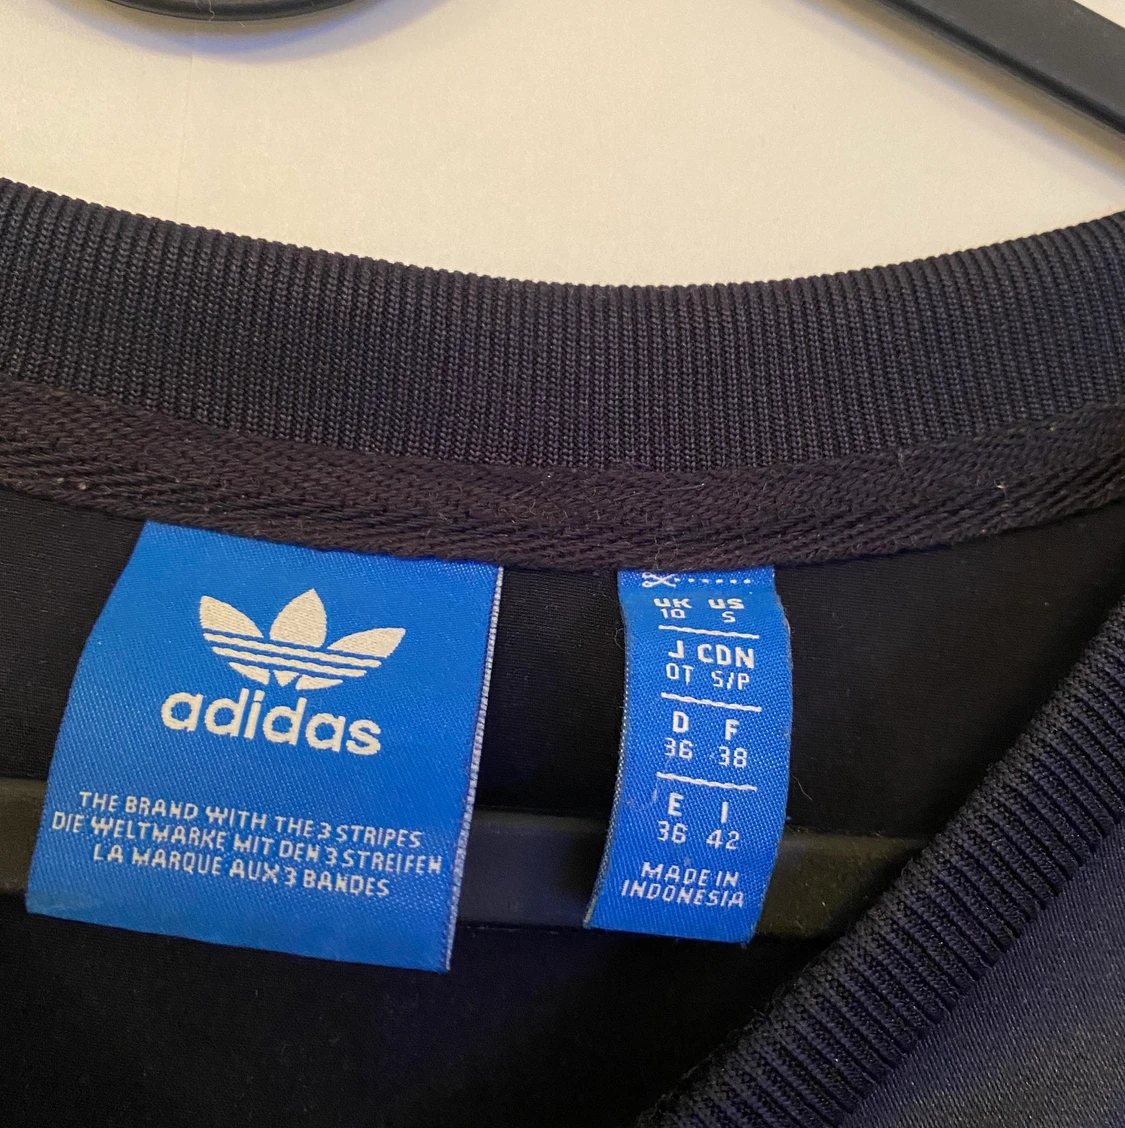 adidas
THE BRAND WITH THE 3 STRIPES
DIE WELTMARKE MIT DEN 3 STREIFEN
LA MARQUE AUX 3 BANDES
UK US
10 S
J CDN
OT S/P
D F
36 38
E I
36 42
MADE IN
INDONESIA